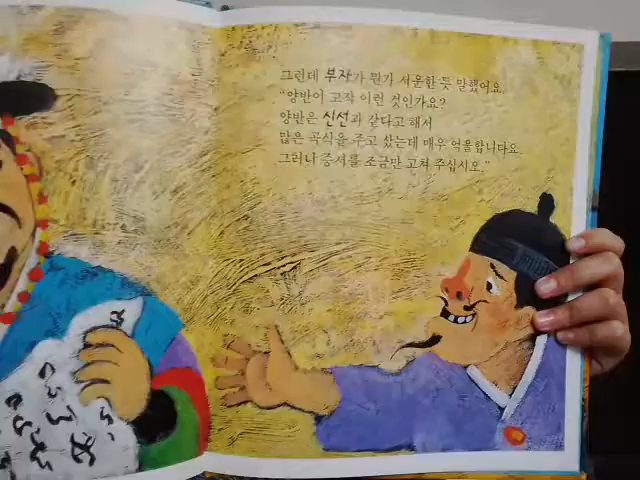 그런데 부자가 뭔가 서운한 듯 말했어요.
"양반이 고작 이런 것인가요?
양반은 신선과 같다고 해서
많은 곡식을 주고 샀는데 매우 억울합니다요.
그러니 증서를 조금만 고쳐 주십시오."